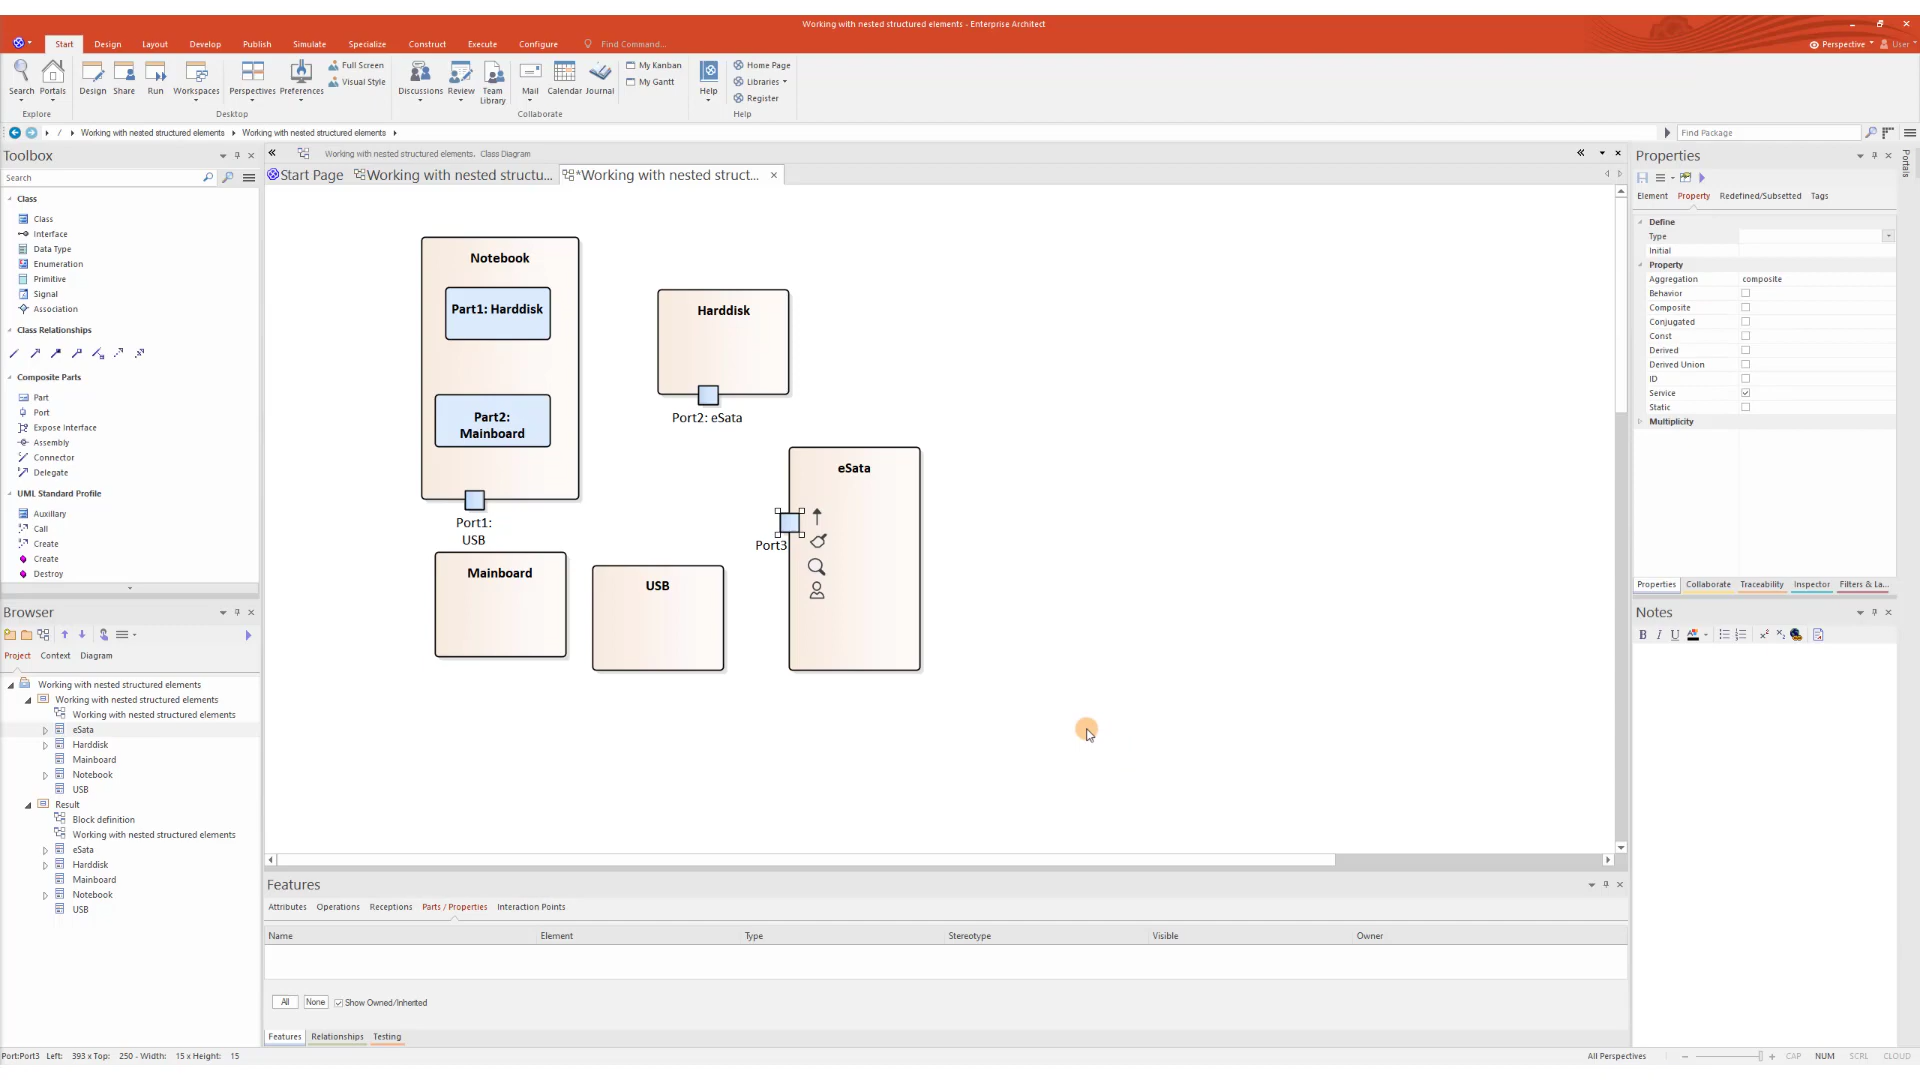 Working with nested structured elements - Enterprise Architect
Start Design Layout Develop Publish Simulate Specialize Construct Execute Configure Find Command... Perspective User
Search Portals Design Share Run Workspaces Perspectives Preferences Full Screen Visual Style Discussions Review Team Library Mail Calendar Journal My Kanban My Gantt Help Home Page Libraries Register
Explore Desktop Collaborate Help
/ Working with nested structured elements Working with nested structured elements Find Package
Toolbox
Search
Class
Class
Interface
Data Type
Enumeration
Primitive
Signal
Association
Class Relationships
Composite Parts
Part
Port
Expose Interface
Assembly
Connector
Delegate
UML Standard Profile
Auxillary
Call
Create
Create
Destroy
Browser
Project Context Diagram
Working with nested structured elements
Working with nested structured elements
Working with nested structured elements
eSata
Harddisk
Mainboard
Notebook
USB
Result
Block definition
Working with nested structured elements
eSata
Harddisk
Mainboard
Notebook
USB
Working with nested structured elements. Class Diagram
Start Page Working with nested structu... *Working with nested struct...
Notebook
Part1: Harddisk
Part2:
Mainboard
Port1:
USB
Harddisk
Port2: eSata
eSata
Port3
Mainboard
USB
Features
Attributes Operations Receptions Parts / Properties Interaction Points
Name Element Type Stereotype Visible Owner
All None Show Owned/Inherited
Features Relationships Testing
Properties
Portals
Element Property Redefined/Subsetted Tags
Define
Type
Initial
Property
Aggregation composite
Behavior
Composite
Conjugated
Const
Derived
Derived Union
ID
Service
Static
Multiplicity
Properties Collaborate Traceability Inspector Filters & La...
Notes
B I U A
Port:Port3 Left: 393 x Top: 250 - Width: 15 x Height: 15
All Perspectives CAP NUM SCRL CLOUD